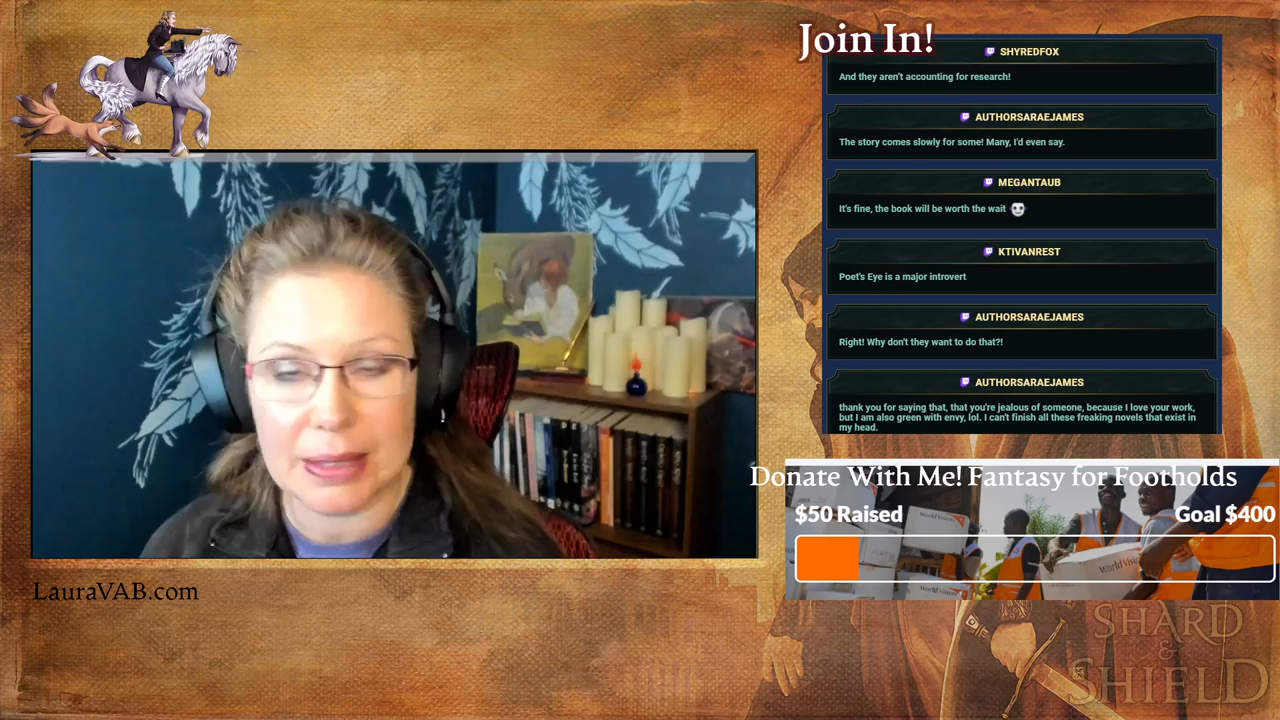 Join In!
SHYREDFOX
And they aren't accounting for research!
AUTHORSARAEJAMES
The story comes slowly for some! Many, I'd even say.
MEGANTAUB
It's fine, the book will be worth the wait
KTIVANREST
Poet's Eye is a major introvert
AUTHORSARAEJAMES
Right! Why don't they want to do that?!
AUTHORSARAEJAMES
thank you for saying that, that you're jealous of someone, because I love your work,
but I am also green with envy, lol. I can't finish all these freaking novels that exist in
my head.
Donate With Me! Fantasy for Footholds
$50 Raised
Goal $400
World Vision
LauraVAB.com
SHARD
&
SHIELD